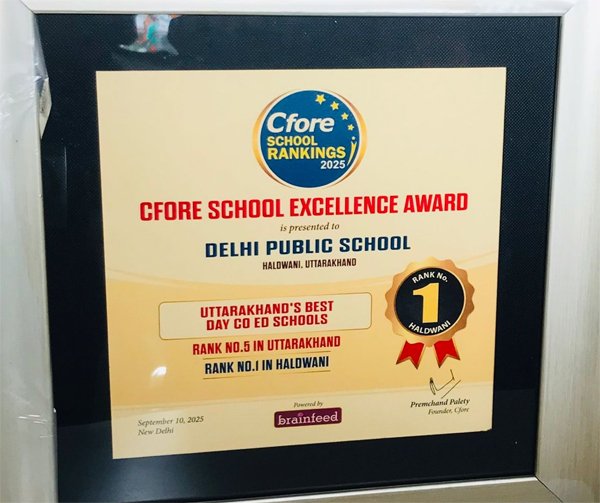 Cfore
SCHOOL
RANKINGS
2025
CFORE SCHOOL EXCELLENCE AWARD
is presented to
DELHI PUBLIC SCHOOL
HALDWANI, UTTARAKHAND
UTTARAKHAND'S BEST
DAY CO ED SCHOOLS
RANK NO.5 IN UTTARAKHAND
RANK NO.1 IN HALDWANI
RANK No.
1
HALDWANI
September 10, 2025
New Delhi
Powered by
brainfeed
Premchand Palety
Founder, Cfore